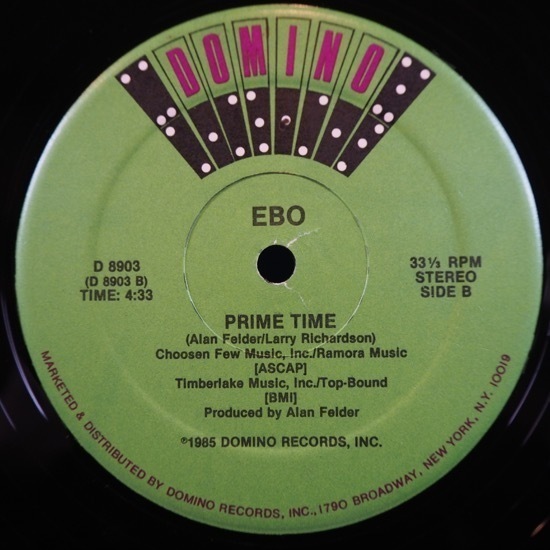 DOMINO
EBO
D 8903
(D 8903 B)
TIME: 4:33
33⅓ RPM
STEREO
SIDE B
PRIME TIME
(Alan Felder/Larry Richardson)
Choosen Few Music, Inc./Ramora Music
[ASCAP]
Timberlake Music, Inc./Top-Bound
[BMI]
Produced by Alan Felder
℗1985 DOMINO RECORDS, INC.
MARKETED & DISTRIBUTED BY DOMINO RECORDS, INC., 1790 BROADWAY, NEW YORK, N.Y. 10019